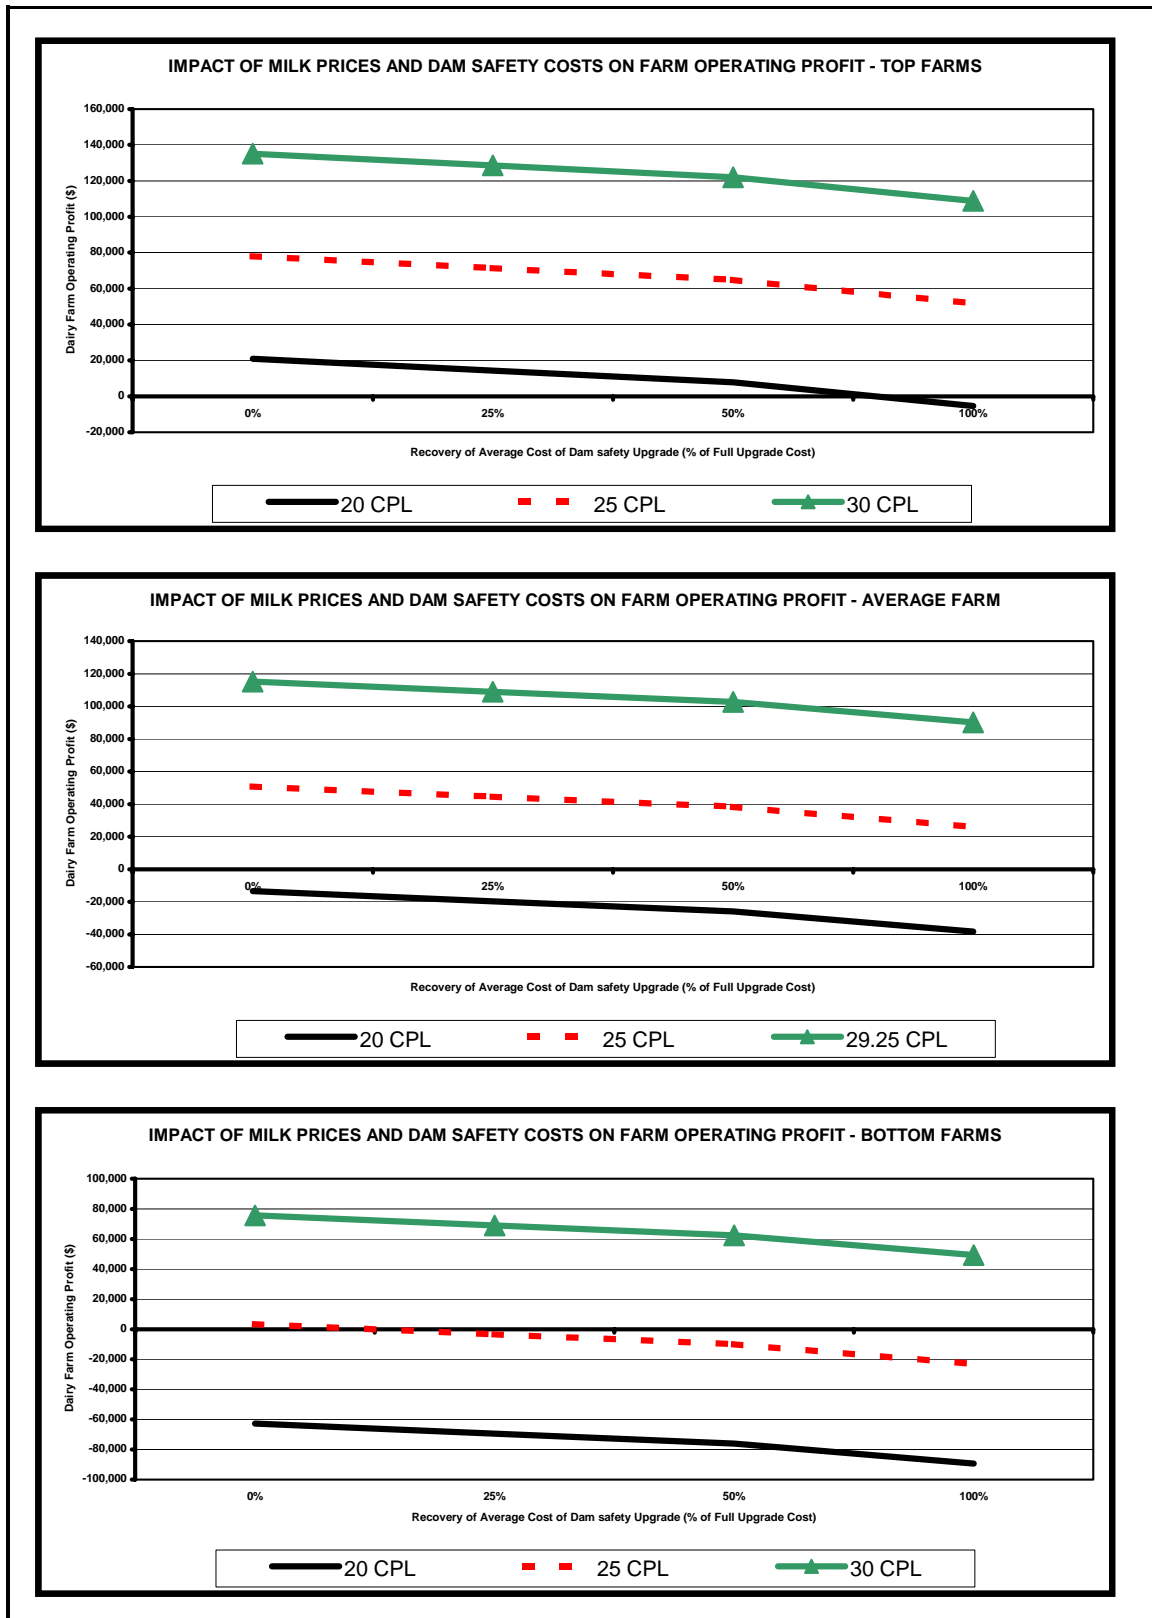 IMPACT OF MILK PRICES AND DAM SAFETY COSTS ON FARM OPERATING PROFIT - TOP FARMS
160,000
140,000
120,000
100,000
80,000
60,000
40,000
20,000
0
-20,000
Dairy Farm Operating Profit ($)
0% 25% 50% 100%
Recovery of Average Cost of Dam safety Upgrade (% of Full Upgrade Cost)
20 CPL 25 CPL 30 CPL
IMPACT OF MILK PRICES AND DAM SAFETY COSTS ON FARM OPERATING PROFIT - AVERAGE FARM
140,000
120,000
100,000
80,000
60,000
40,000
20,000
0
-20,000
-40,000
-60,000
Dairy Farm Operating Profit ($)
0% 25% 50% 100%
Recovery of Average Cost of Dam safety Upgrade (% of Full Upgrade Cost)
20 CPL 25 CPL 29.25 CPL
IMPACT OF MILK PRICES AND DAM SAFETY COSTS ON FARM OPERATING PROFIT - BOTTOM FARMS
100,000
80,000
60,000
40,000
20,000
0
-20,000
-40,000
-60,000
-80,000
-100,000
Dairy Farm Operating Profit ($)
0% 25% 50% 100%
Recovery of Average Cost of Dam safety Upgrade (% of Full Upgrade Cost)
20 CPL 25 CPL 30 CPL